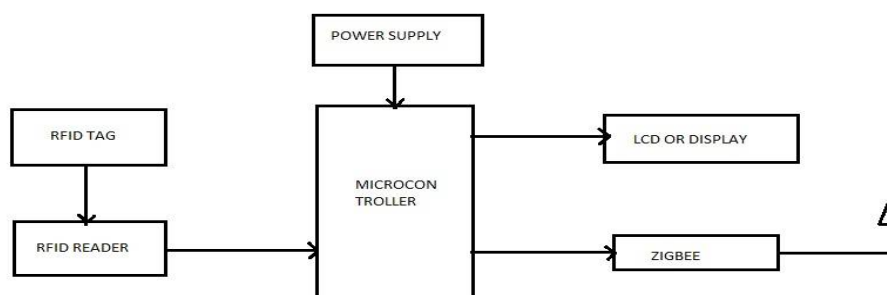 POWER SUPPLY
RFID TAG
LCD OR DISPLAY
MICROCON
TROLLER
RFID READER
ZIGBEE